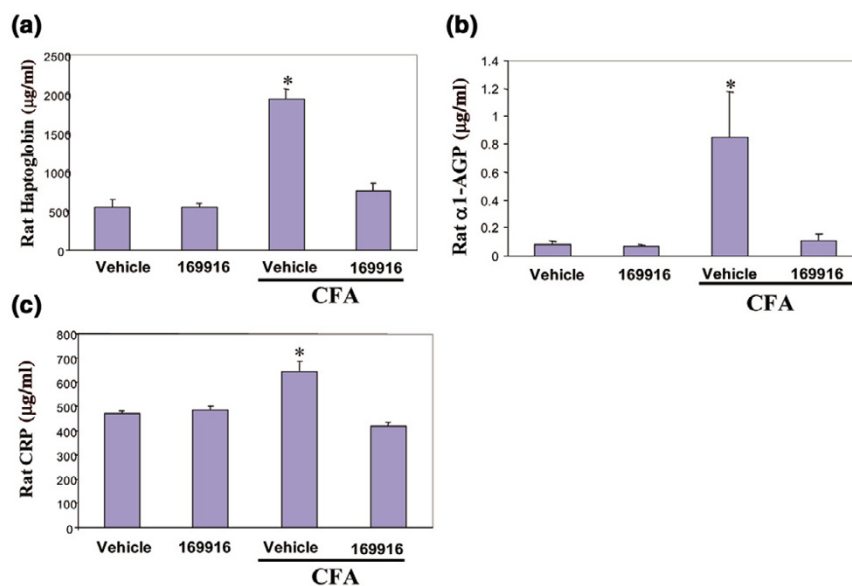 (a)
Rat Haptoglobin (µg/ml)
2500
2000
1500
1000
500
0
*
Vehicle 169916 Vehicle 169916
CFA
(b)
Rat α1-AGP (µg/ml)
1.4
1.2
1
0.8
0.6
0.4
0.2
0
*
Vehicle 169916 Vehicle 169916
CFA
(c)
Rat CRP (µg/ml)
800
700
600
500
400
300
200
100
0
*
Vehicle 169916 Vehicle 169916
CFA